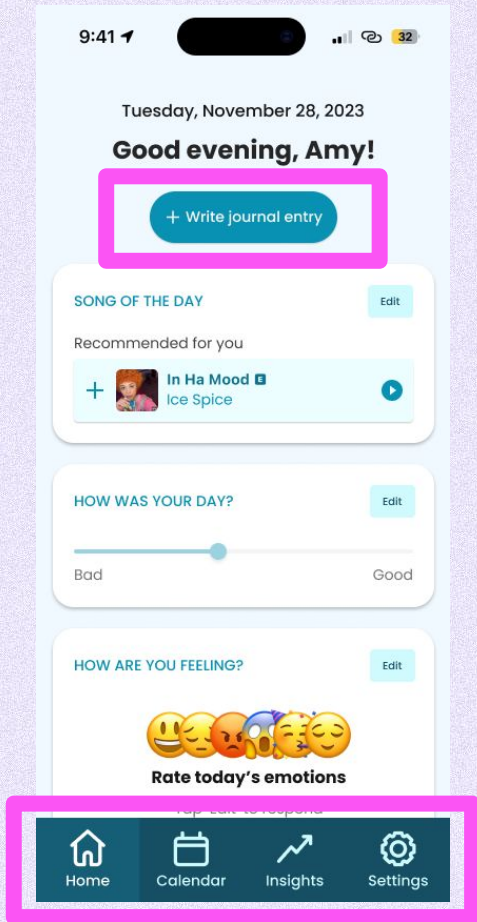 9:41 32
Tuesday, November 28, 2023
Good evening, Amy!
+ Write journal entry
SONG OF THE DAY Edit
Recommended for you
In Ha Mood E
Ice Spice
HOW WAS YOUR DAY? Edit
Bad Good
HOW ARE YOU FEELING? Edit
Rate today's emotions
Home Calendar Insights Settings